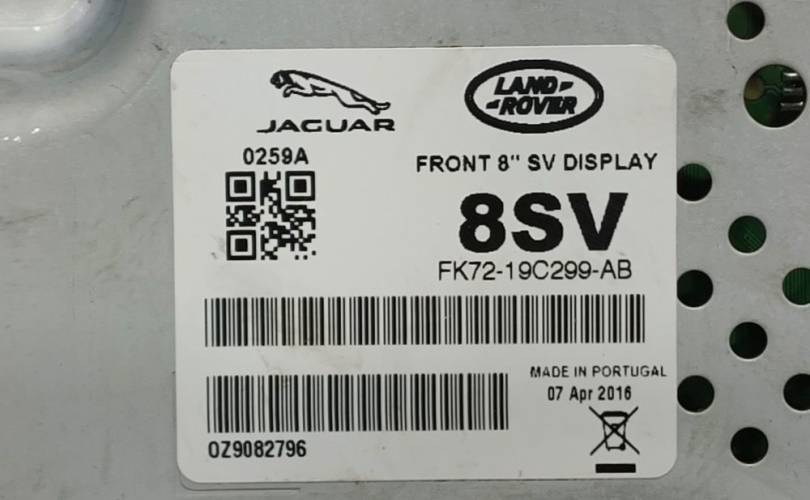 JAGUAR
LAND
ROVER
0259A
FRONT 8" SV DISPLAY
8SV
FK72-19C299-AB
MADE IN PORTUGAL
07 Apr 2016
OZ9082796